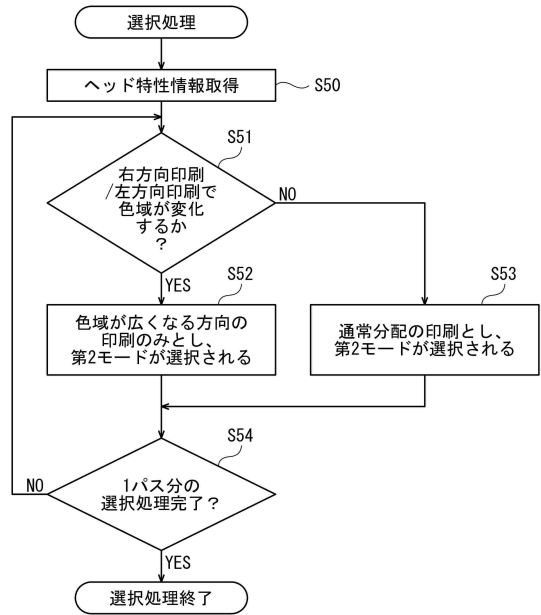 選択処理
ヘッド特性情報取得
S50
S51
右方向印刷
/左方向印刷で
色域が変化
するか
?
NO
YES
S52
色域が広くなる方向の
印刷のみとし、
第2モードが選択される
S53
通常分配の印刷とし、
第2モードが選択される
S54
1パス分の
選択処理完了?
NO
YES
選択処理終了